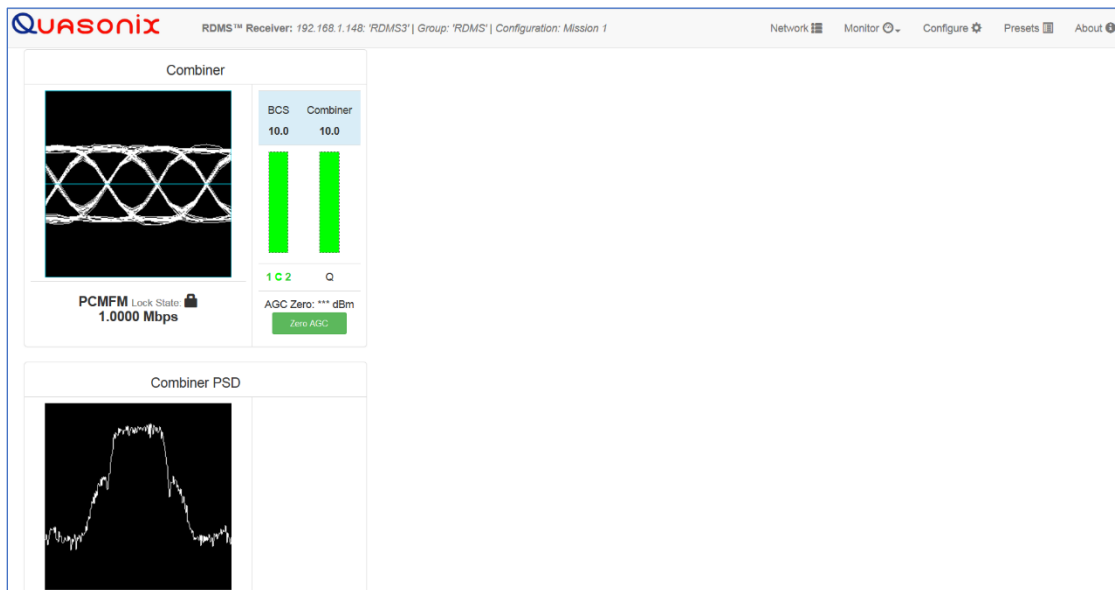 QUASONIX
RDMS™ Receiver: 192.168.1.148: 'RDMS3' | Group: 'RDMS' | Configuration: Mission 1
Network Monitor Configure Presets About
Combiner
BCS Combiner
10.0 10.0
1 C 2 Q
PCMFM Lock State:
1.0000 Mbps
AGC Zero: *** dBm
Zero AGC
Combiner PSD